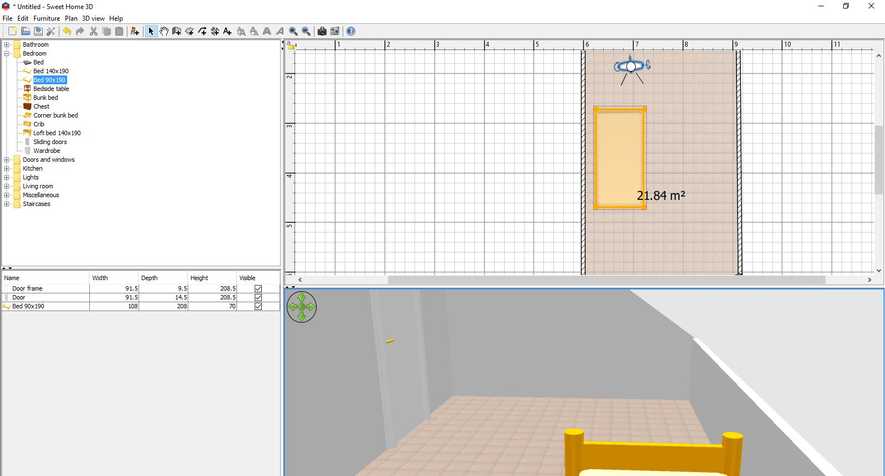 * Untitled - Sweet Home 3D
File Edit Furniture Plan 3D view Help
Bathroom
Bedroom
Bed
Bed 140x190
Bed 90x190
Bedside table
Bunk bed
Chest
Corner bunk bed
Crib
Loft bed 140x190
Sliding doors
Wardrobe
Doors and windows
Kitchen
Lights
Living room
Miscellaneous
Staircases
1 2 3 4 5 6 7 8 9 10 11
2
3
4
5
21.84 m²
Name Width Depth Height Visible
Door frame 91.5 9.5 208.5
Door 91.5 14.5 208.5
Bed 90x190 108 208 70